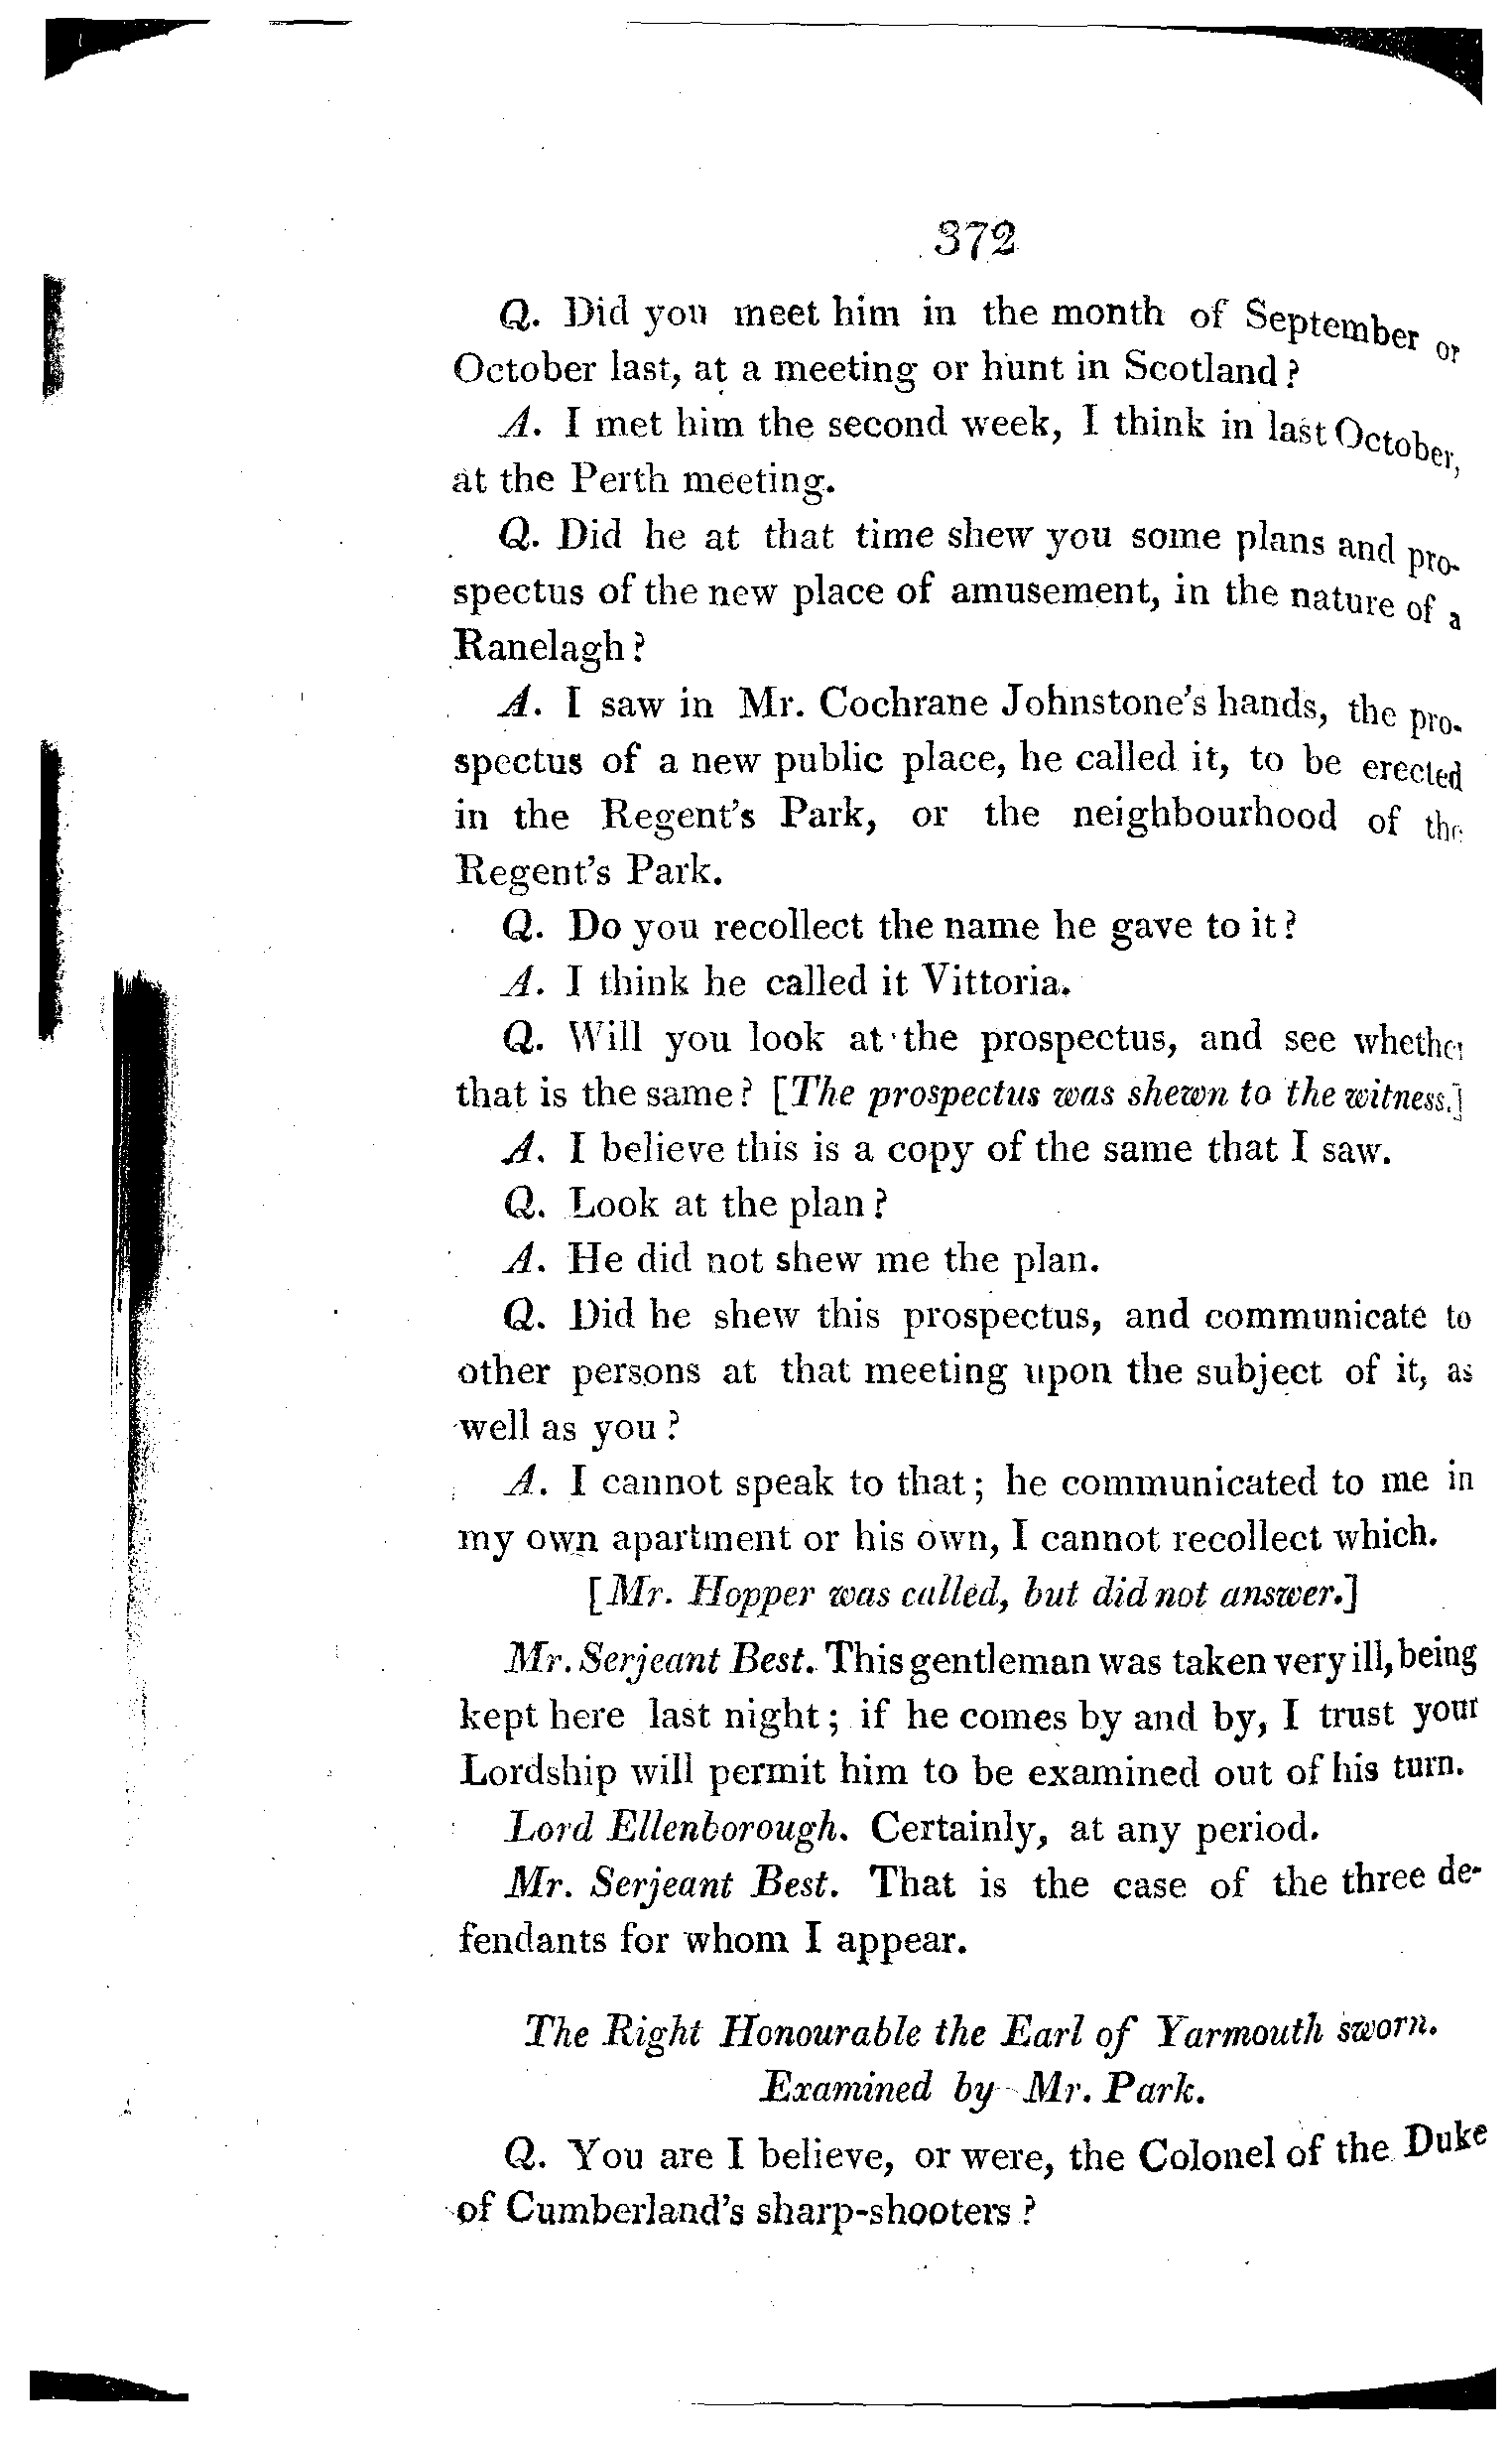 372
Q. Did you meet him in the month of September or
October last, at a meeting or hunt in Scotland?
A. I met him the second week, I think in last October,
at the Perth meeting.
Q. Did he at that time shew you some plans and pro-
spectus of the new place of amusement, in the nature of a
Ranelagh?
A. I saw in Mr. Cochrane Johnstone's hands, the pro-
spectus of a new public place, he called it, to be erected
in the Regent's Park, or the neighbourhood of the
Regent's Park.
Q. Do you recollect the name he gave to it?
A. I think he called it Vittoria.
Q. Will you look at the prospectus, and see whether
that is the same? [The prospectus was shewn to the witness.]
A. I believe this is a copy of the same that I saw.
Q. Look at the plan?
A. He did not shew me the plan.
Q. Did he shew this prospectus, and communicate to
other persons at that meeting upon the subject of it, as
well as you?
A. I cannot speak to that; he communicated to me in
my own apartment or his own, I cannot recollect which.
[Mr. Hopper was called, but did not answer.]
Mr. Serjeant Best. This gentleman was taken very ill, being
kept here last night; if he comes by and by, I trust your
Lordship will permit him to be examined out of his turn.
Lord Ellenborough. Certainly, at any period.
Mr. Serjeant Best. That is the case of the three de-
fendants for whom I appear.
The Right Honourable the Earl of Yarmouth sworn.
Examined by Mr. Park.
Q. You are I believe, or were, the Colonel of the Duke
of Cumberland's sharp-shooters?